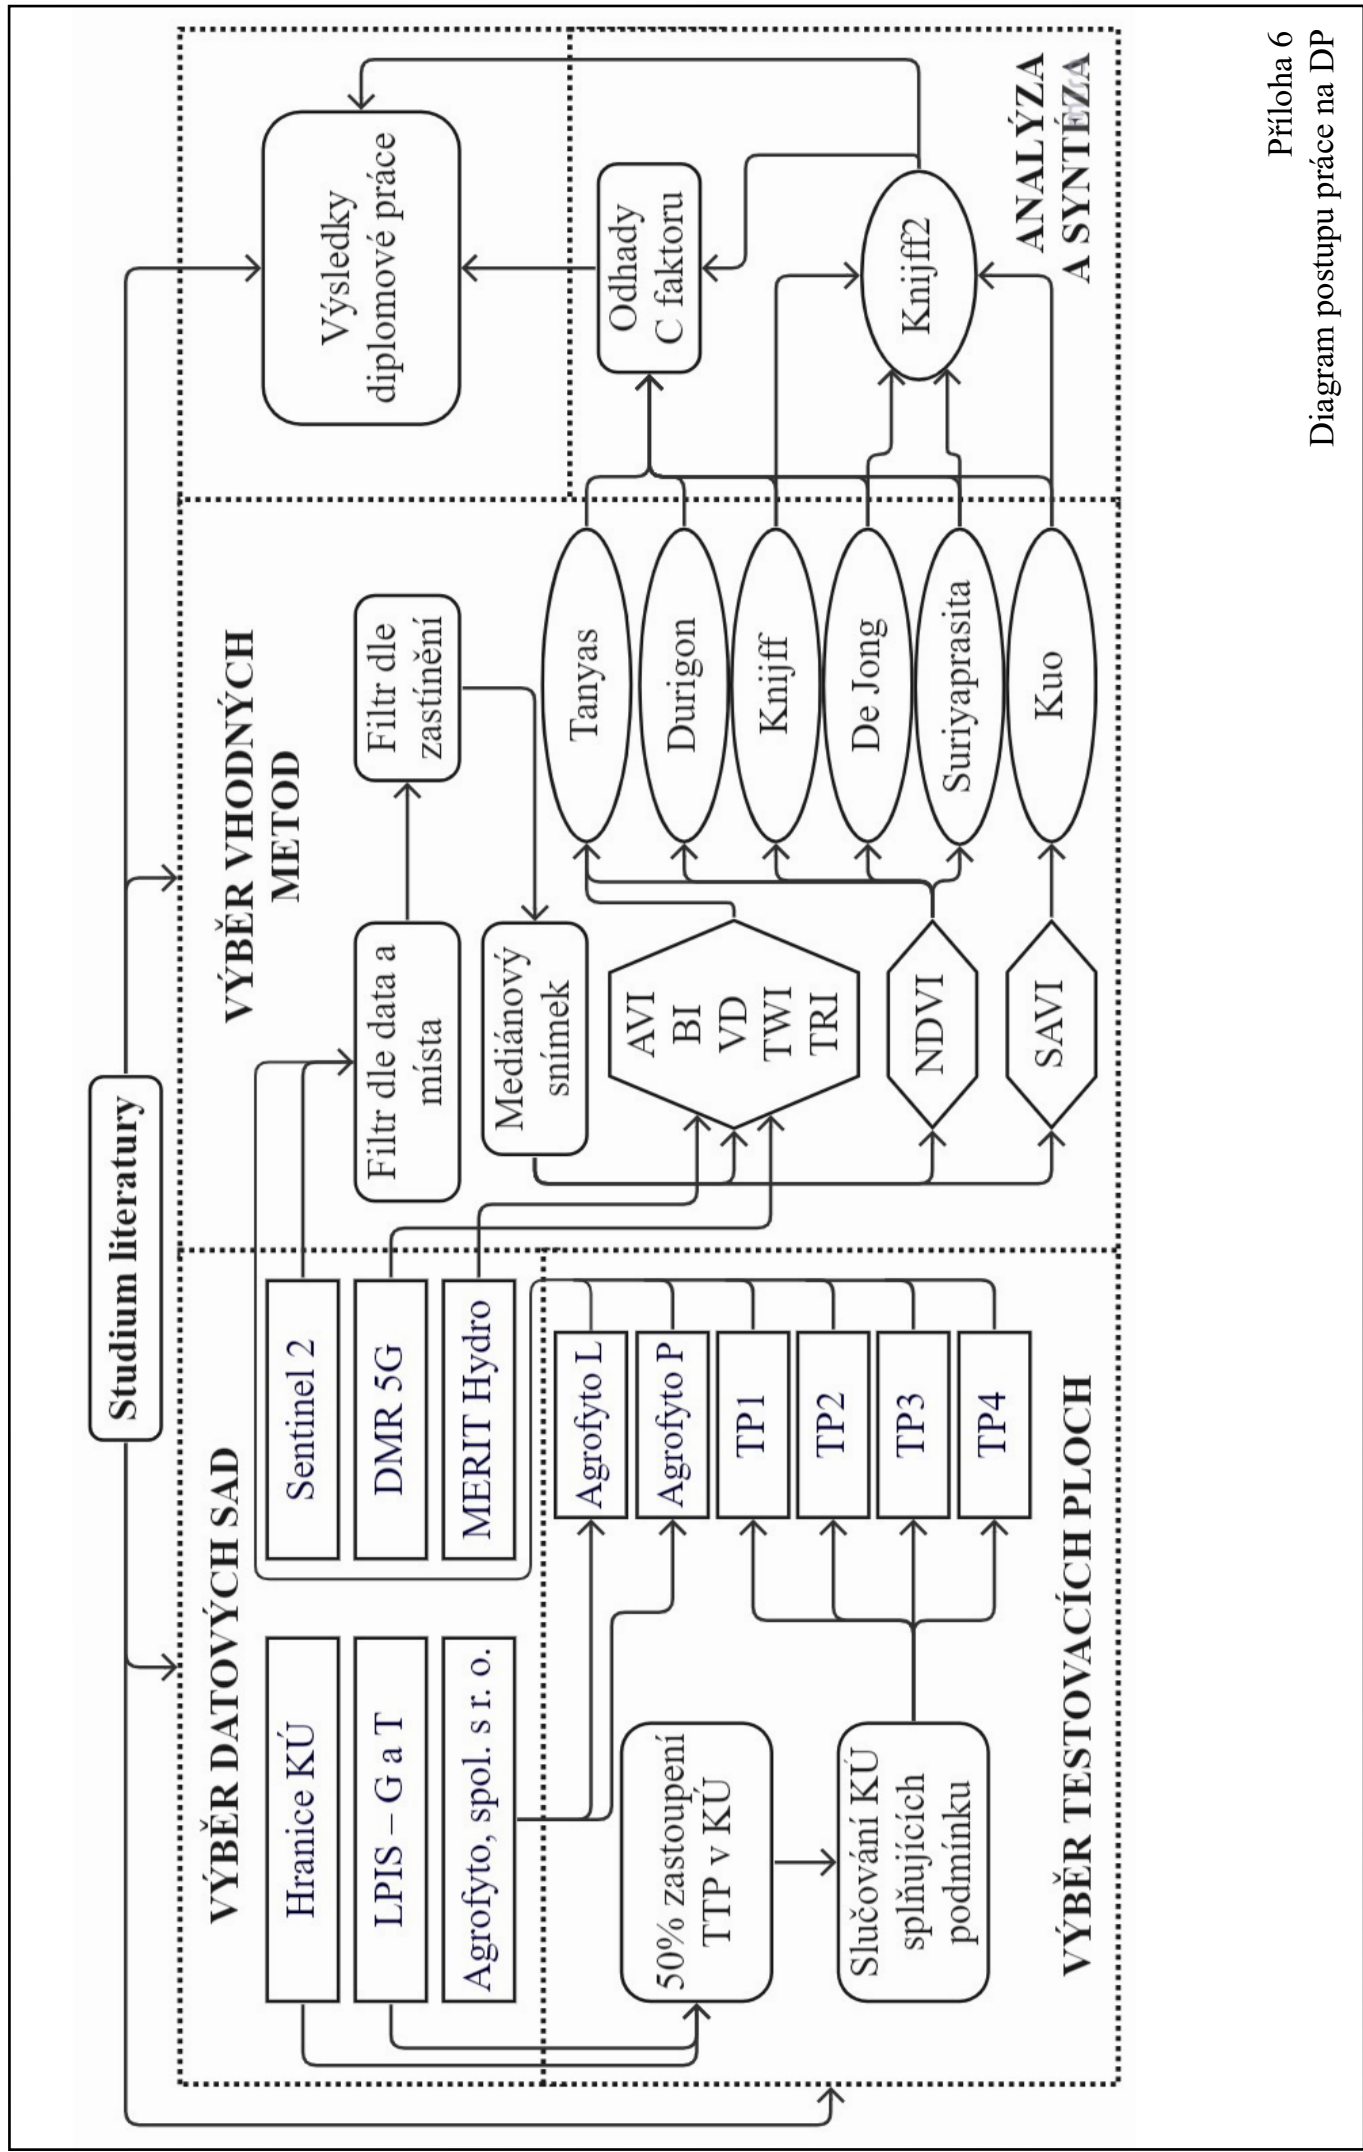 Příloha 6
Diagram postupu práce na DP
Studium literatury
VÝBĚR DATOVÝCH SAD
Hranice KÚ
LPIS – G a T
Agrofyto, spol. s r. o.
Sentinel 2
DMR 5G
MERIT Hydro
50% zastoupení
TTP v KÚ
Slučování KÚ
splňujících
podmínku
Agrofyto L
Agrofyto P
TP1
TP2
TP3
TP4
VÝBĚR TESTOVACÍCH PLOCH
VÝBĚR VHODNÝCH
METOD
Filtr dle data a
místa
Filtr dle
zastínění
Mediánový
snímek
AVI
BI
VD
TWI
TRI
NDVI
SAVI
Tanyas
Durigon
Knijff
De Jong
Suriyaprasita
Kuo
Výsledky
diplomové práce
Odhady
C faktoru
Knijff2
ANALÝZA
A SYNTÉZA